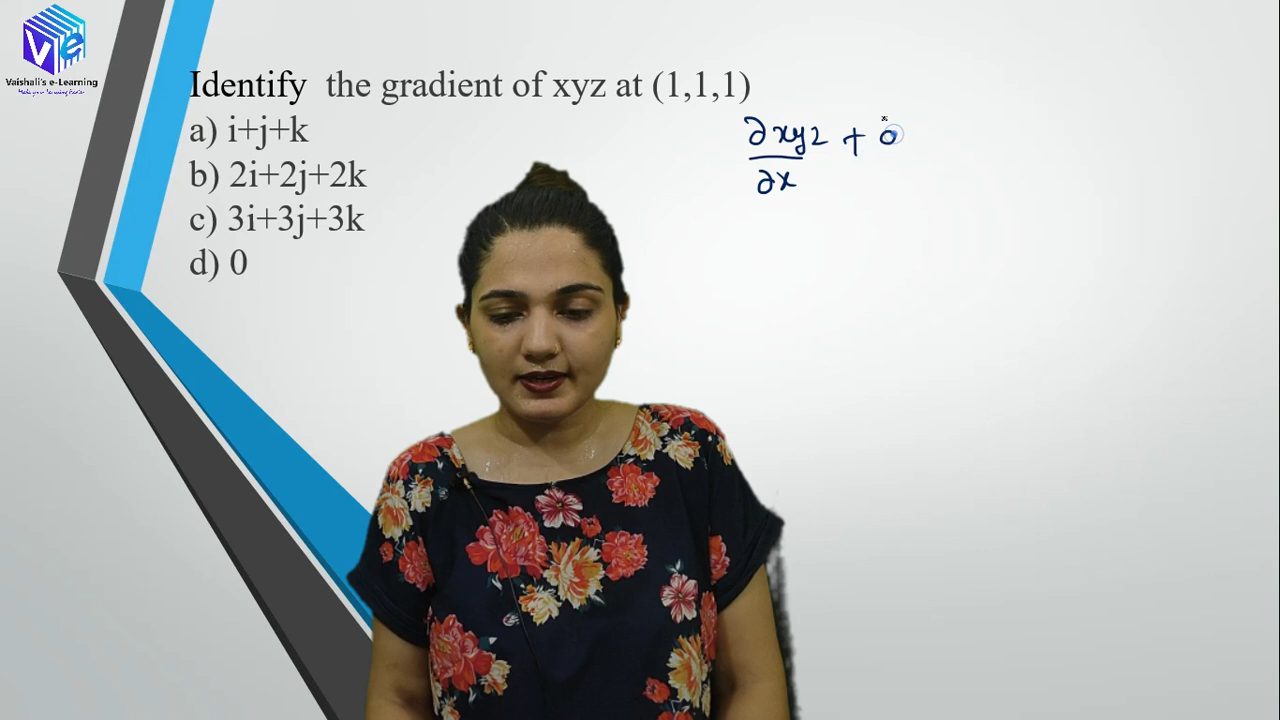 Vaishali's e-Learning
Identify the gradient of xyz at (1,1,1)
a) i+j+k
b) 2i+2j+2k
c) 3i+3j+3k
d) 0
∂xyz +
∂x